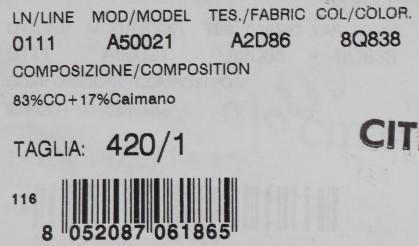 LN/LINE MOD/MODEL TES./FABRIC COL/COLOR.
0111 A50021 A2D86 8Q838
COMPOSIZIONE/COMPOSITION
83%CO+17%Caimano
TAGLIA: 420/1
CIT
116
8 052087 061865